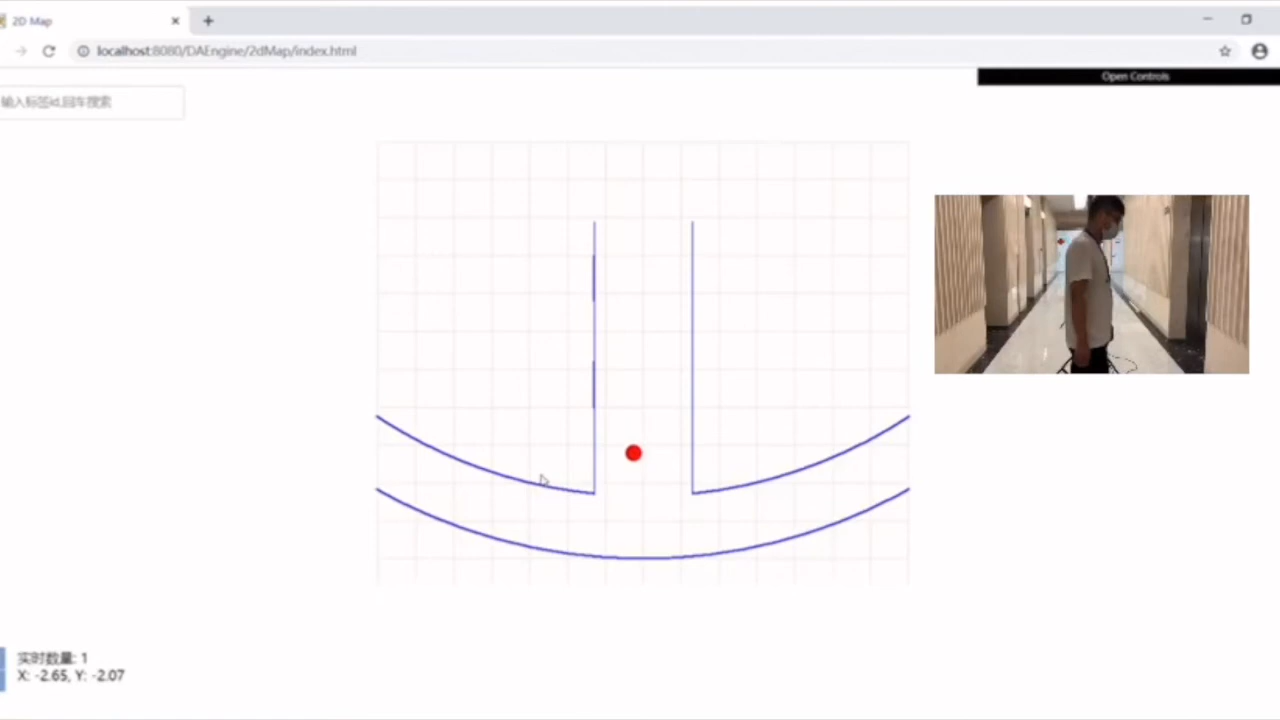 2D Map
localhost:8080/DAEngine/2dMap/index.html
Open Controls
输入标签id,回车搜索
实时数量: 1
X: -2.65, Y: -2.07